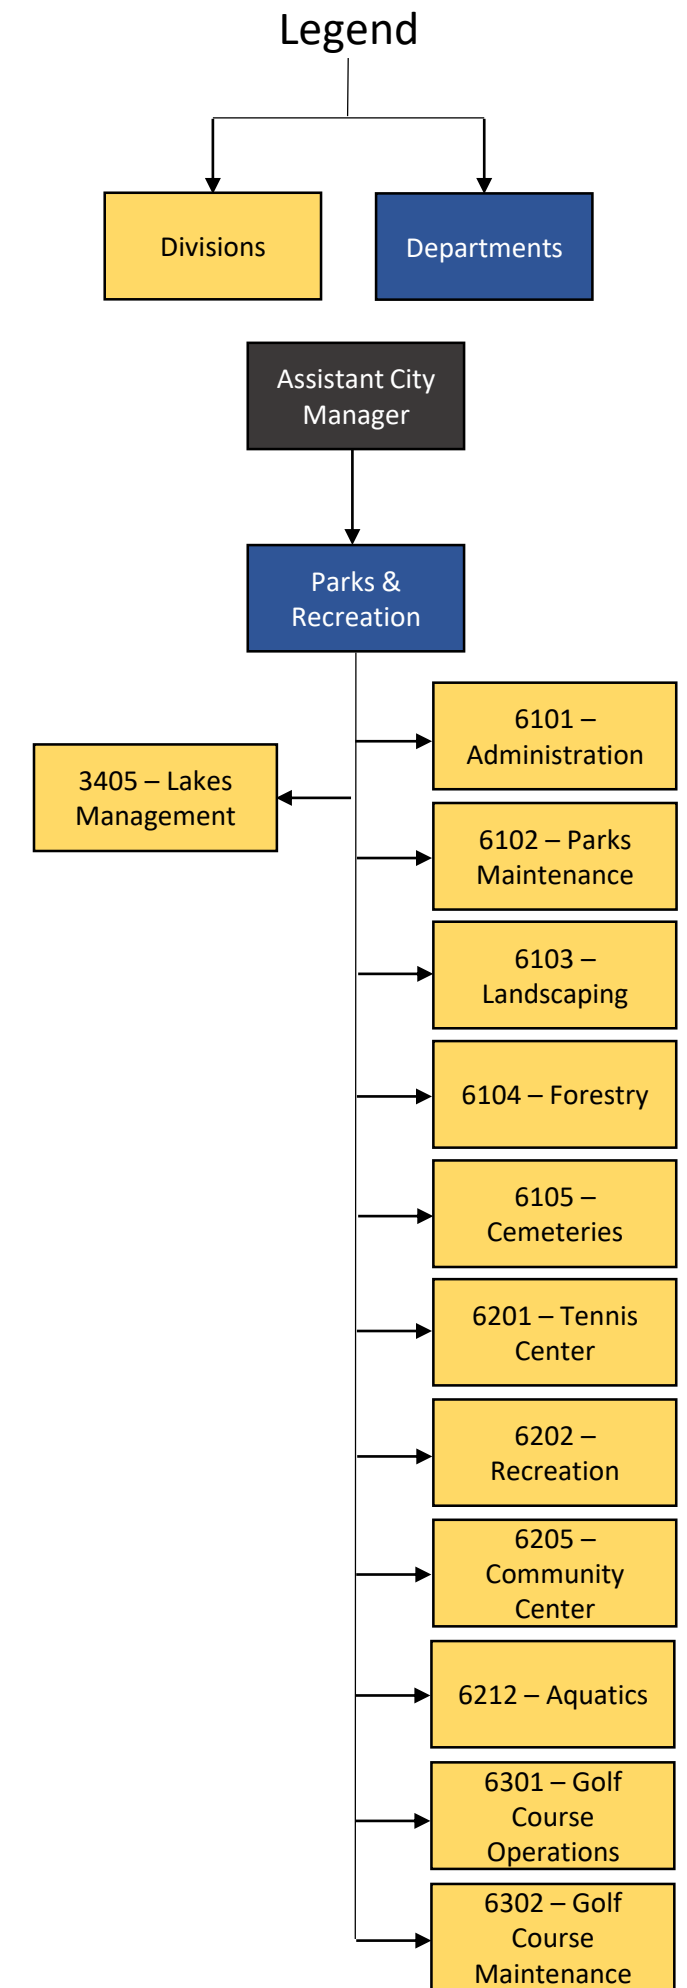 Legend
Divisions
Departments
Assistant City
Manager
Parks &
Recreation
6101 –
Administration
3405 – Lakes
Management
6102 – Parks
Maintenance
6103 –
Landscaping
6104 – Forestry
6105 –
Cemeteries
6201 – Tennis
Center
6202 –
Recreation
6205 –
Community
Center
6212 – Aquatics
6301 – Golf
Course
Operations
6302 – Golf
Course
Maintenance